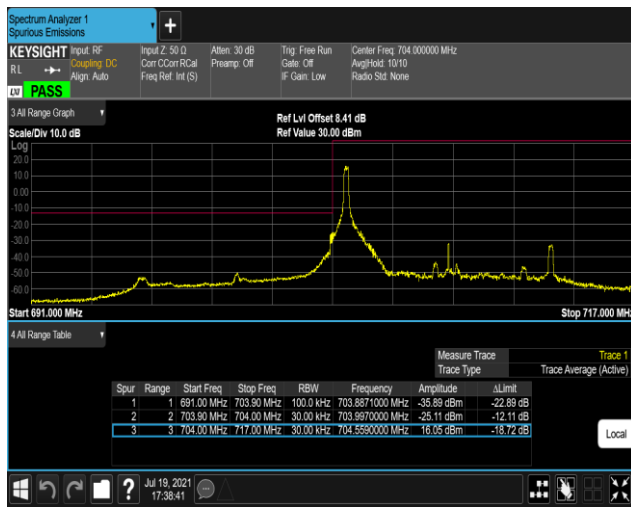 Spectrum Analyzer 1
Spurious Emissions
KEYSIGHT Input: RF Input Z: 50 Ω Atten: 30 dB Trig: Free Run Center Freq: 704.000000 MHz
R L Coupling: DC Corr CCorr RCal Preamp: Off Gate: Off Avg|Hold: 10/10
Align: Auto Freq Ref: Int (S) IF Gain: Low Radio Std: None
LXI PASS
3 All Range Graph
Ref Lvl Offset 8.41 dB
Scale/Div 10.0 dB Ref Value 30.00 dBm
Log
20.0
10.0
0.00
-10.0
-20.0
-30.0
-40.0
-50.0
-60.0
Start 691.000 MHz Stop 717.000 MHz
4 All Range Table
Measure Trace Trace 1
Trace Type Trace Average (Active)
Spur Range Start Freq Stop Freq RBW Frequency Amplitude ΔLimit
1 1 691.00 MHz 703.90 MHz 100.0 kHz 703.8871000 MHz -35.89 dBm -22.89 dB
2 2 703.90 MHz 704.00 MHz 30.00 kHz 703.9970000 MHz -25.11 dBm -12.11 dB
3 3 704.00 MHz 717.00 MHz 30.00 kHz 704.5590000 MHz 16.05 dBm -18.72 dB
Local
? Jul 19, 2021
17:38:41